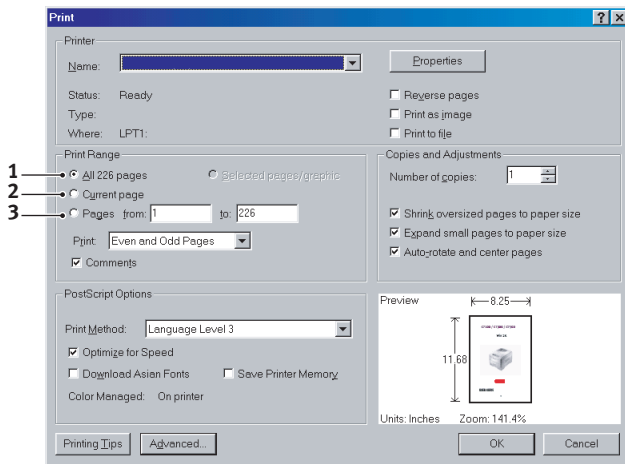 Print
Printer
Name:
Properties
Status: Ready
Type:
Where: LPT1:
Reverse pages
Print as image
Print to file
Print Range
1 All 226 pages
Selected pages/graphic
2 Current page
3 Pages from: 1 to: 226
Print: Even and Odd Pages
Comments
Copies and Adjustments
Number of copies: 1
Shrink oversized pages to paper size
Expand small pages to paper size
Auto-rotate and center pages
PostScript Options
Print Method: Language Level 3
Optimize for Speed
Download Asian Fonts
Save Printer Memory
Color Managed: On printer
Preview
8.25
11.68
Units: Inches Zoom: 141.4%
Printing Tips
Advanced...
OK
Cancel